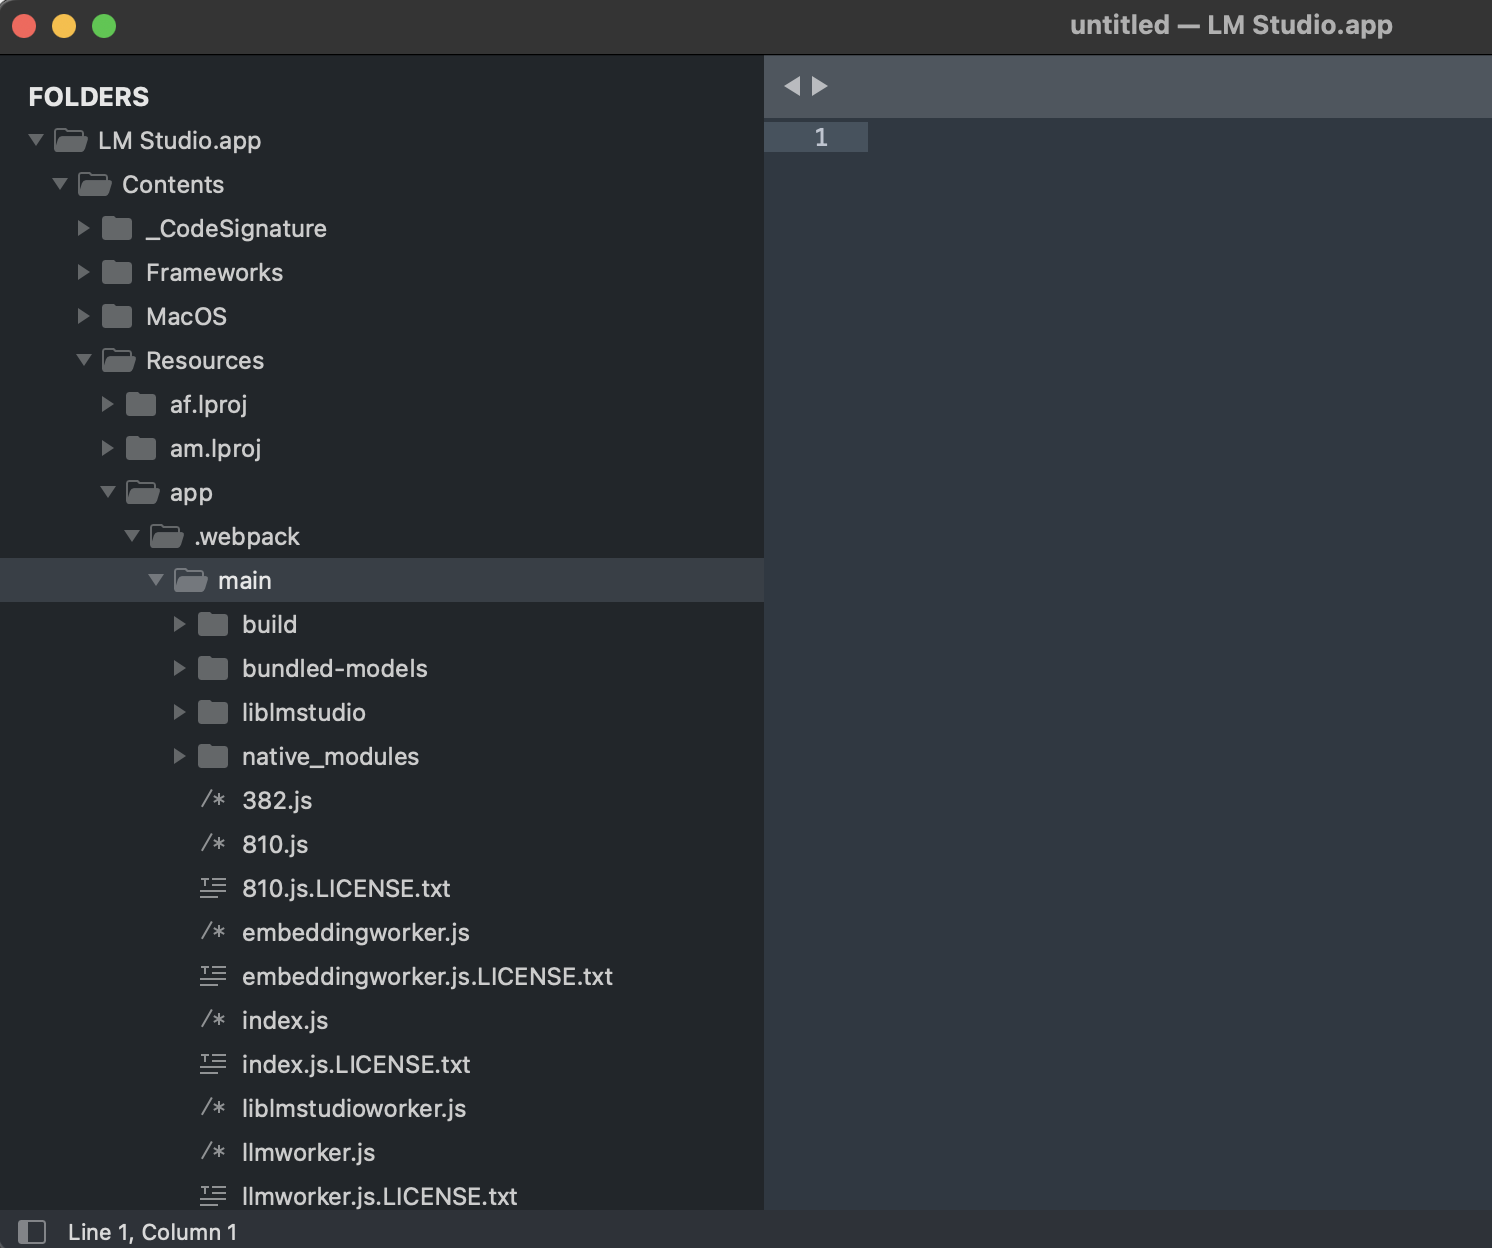 untitled — LM Studio.app
FOLDERS
LM Studio.app
Contents
_CodeSignature
Frameworks
MacOS
Resources
af.lproj
am.lproj
app
.webpack
main
build
bundled-models
liblmstudio
native_modules
/* 382.js
/* 810.js
810.js.LICENSE.txt
/* embeddingworker.js
embeddingworker.js.LICENSE.txt
/* index.js
index.js.LICENSE.txt
/* liblmstudioworker.js
/* llmworker.js
llmworker.js.LICENSE.txt
1
Line 1, Column 1